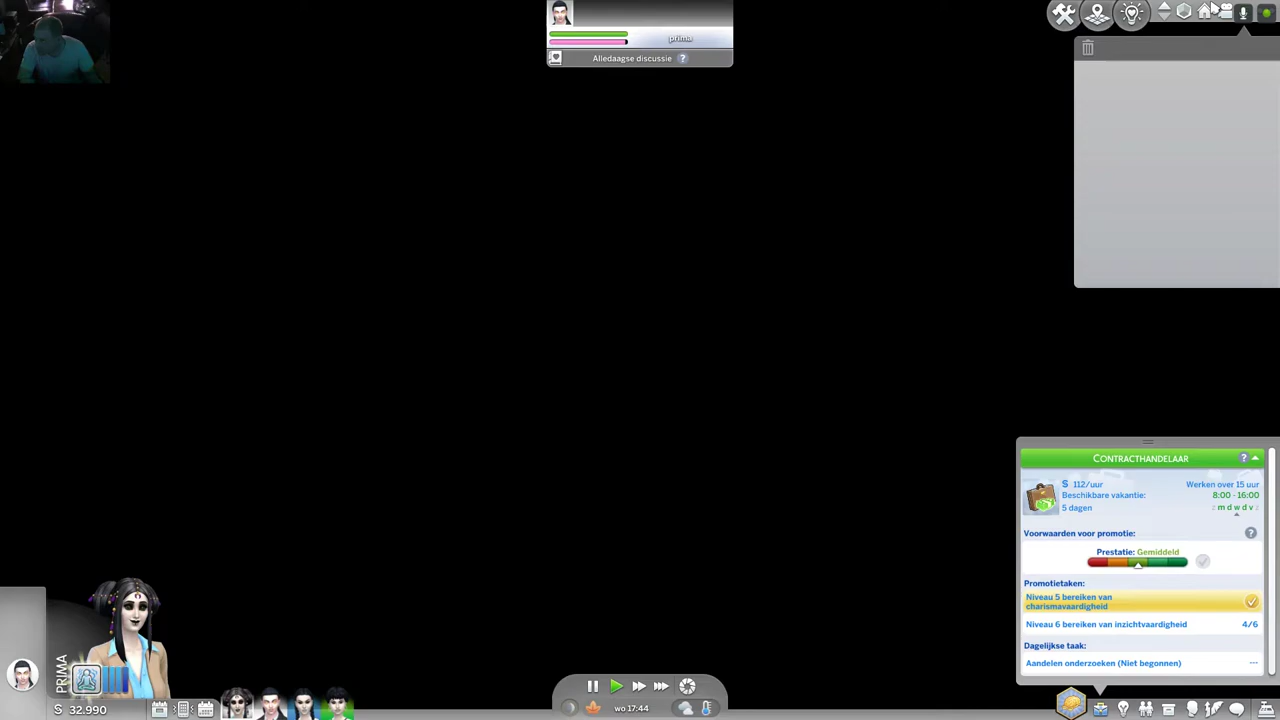 prima
Alledaagse discussie ?
CONTRACTHANDELAAR ?
S 112/uur
Werken over 15 uur
Beschikbare vakantie:
8:00 - 16:00
5 dagen
z m d w d v z
Voorwaarden voor promotie: ?
Prestatie: Gemiddeld
Promotietaken:
Niveau 5 bereiken van
charismavaardigheid
Niveau 6 bereiken van inzichtvaardigheid 4/6
Dagelijkse taak:
Aandelen onderzoeken (Niet begonnen) ...
PRIMA
S 32.990
wo 17:44